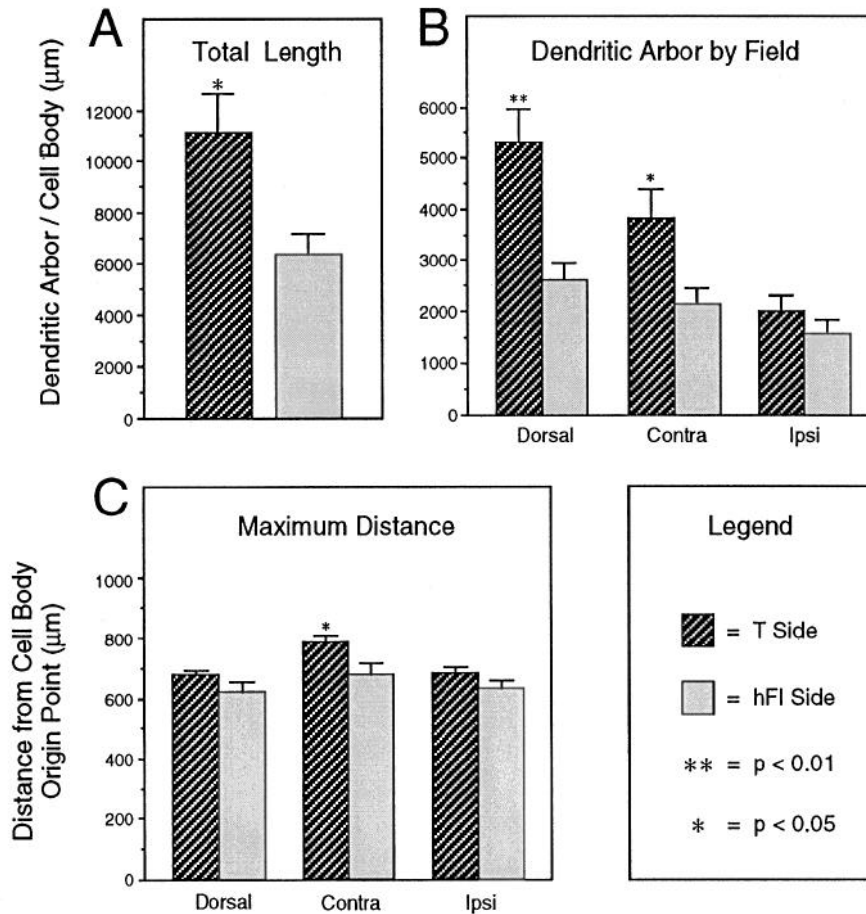 A
Total Length
Dendritic Arbor / Cell Body (μm)
12000
10000
8000
6000
4000
2000
0
*
B
Dendritic Arbor by Field
6000
5000
4000
3000
2000
1000
0
**
*
Dorsal Contra Ipsi
C
Maximum Distance
Distance from Cell Body
Origin Point (μm)
1000
800
600
400
200
0
*
Dorsal Contra Ipsi
Legend
= T Side
= hFl Side
** = p < 0.01
* = p < 0.05